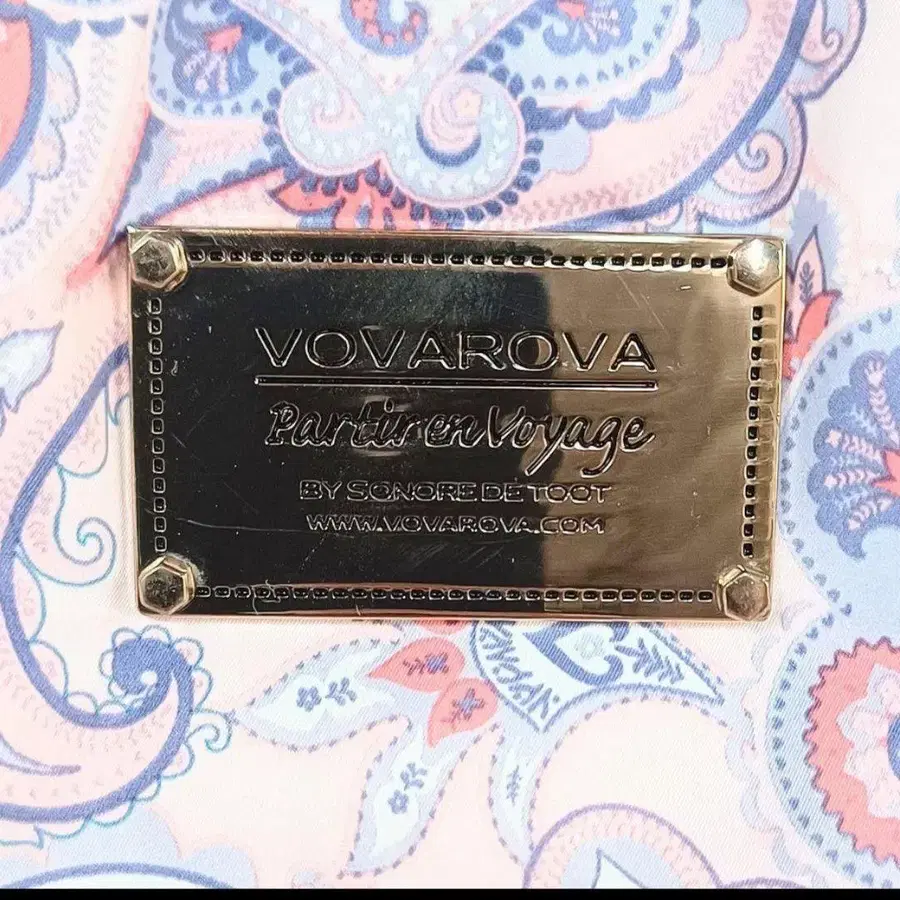 VOVAROVA
Partir en Voyage
BY SONORE DE TOOT
WWW.VOVAROVA.COM